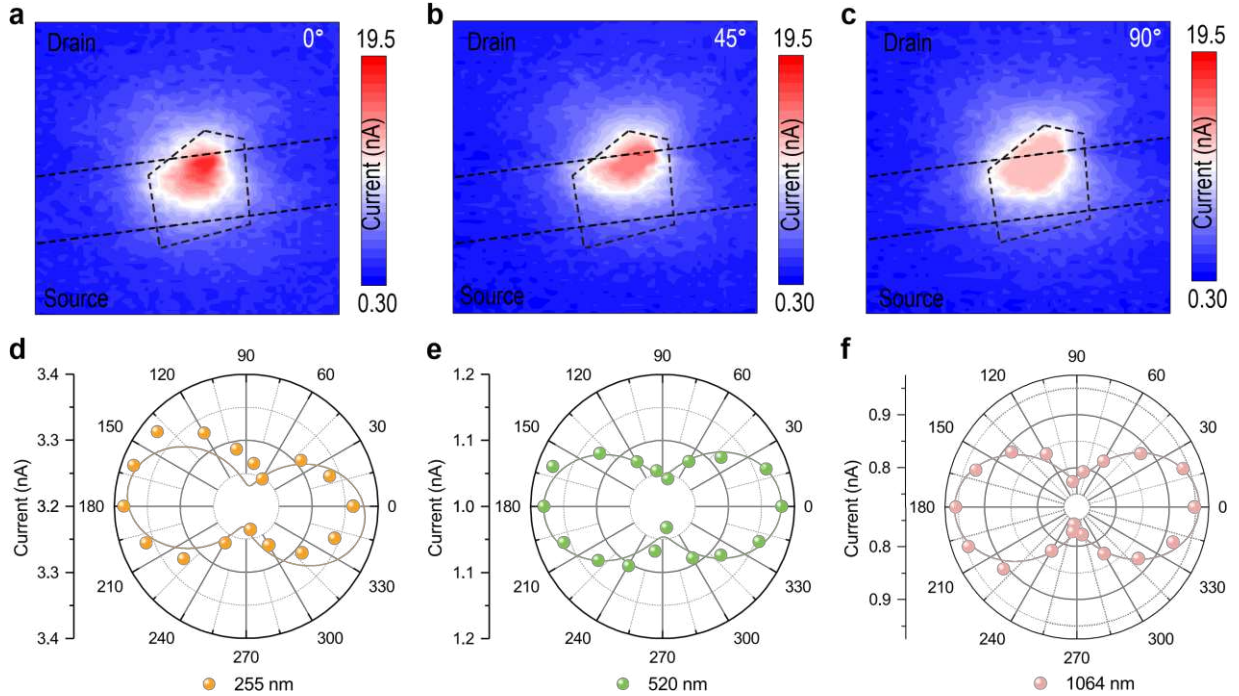 a
Drain
0°
19.5
Current (nA)
0.30
Source
b
Drain
45°
19.5
Current (nA)
0.30
Source
c
Drain
90°
19.5
Current (nA)
0.30
Source
d
3.4
3.3
3.2
3.3
3.4
Current (nA)
90
120
60
150
30
180
0
210
330
240
300
270
255 nm
e
1.2
1.1
1.0
1.1
1.2
Current (nA)
90
120
60
150
30
180
0
210
330
240
300
270
520 nm
f
0.9
0.8
0.8
0.9
Current (nA)
90
120
60
150
30
180
0
210
330
240
300
270
1064 nm